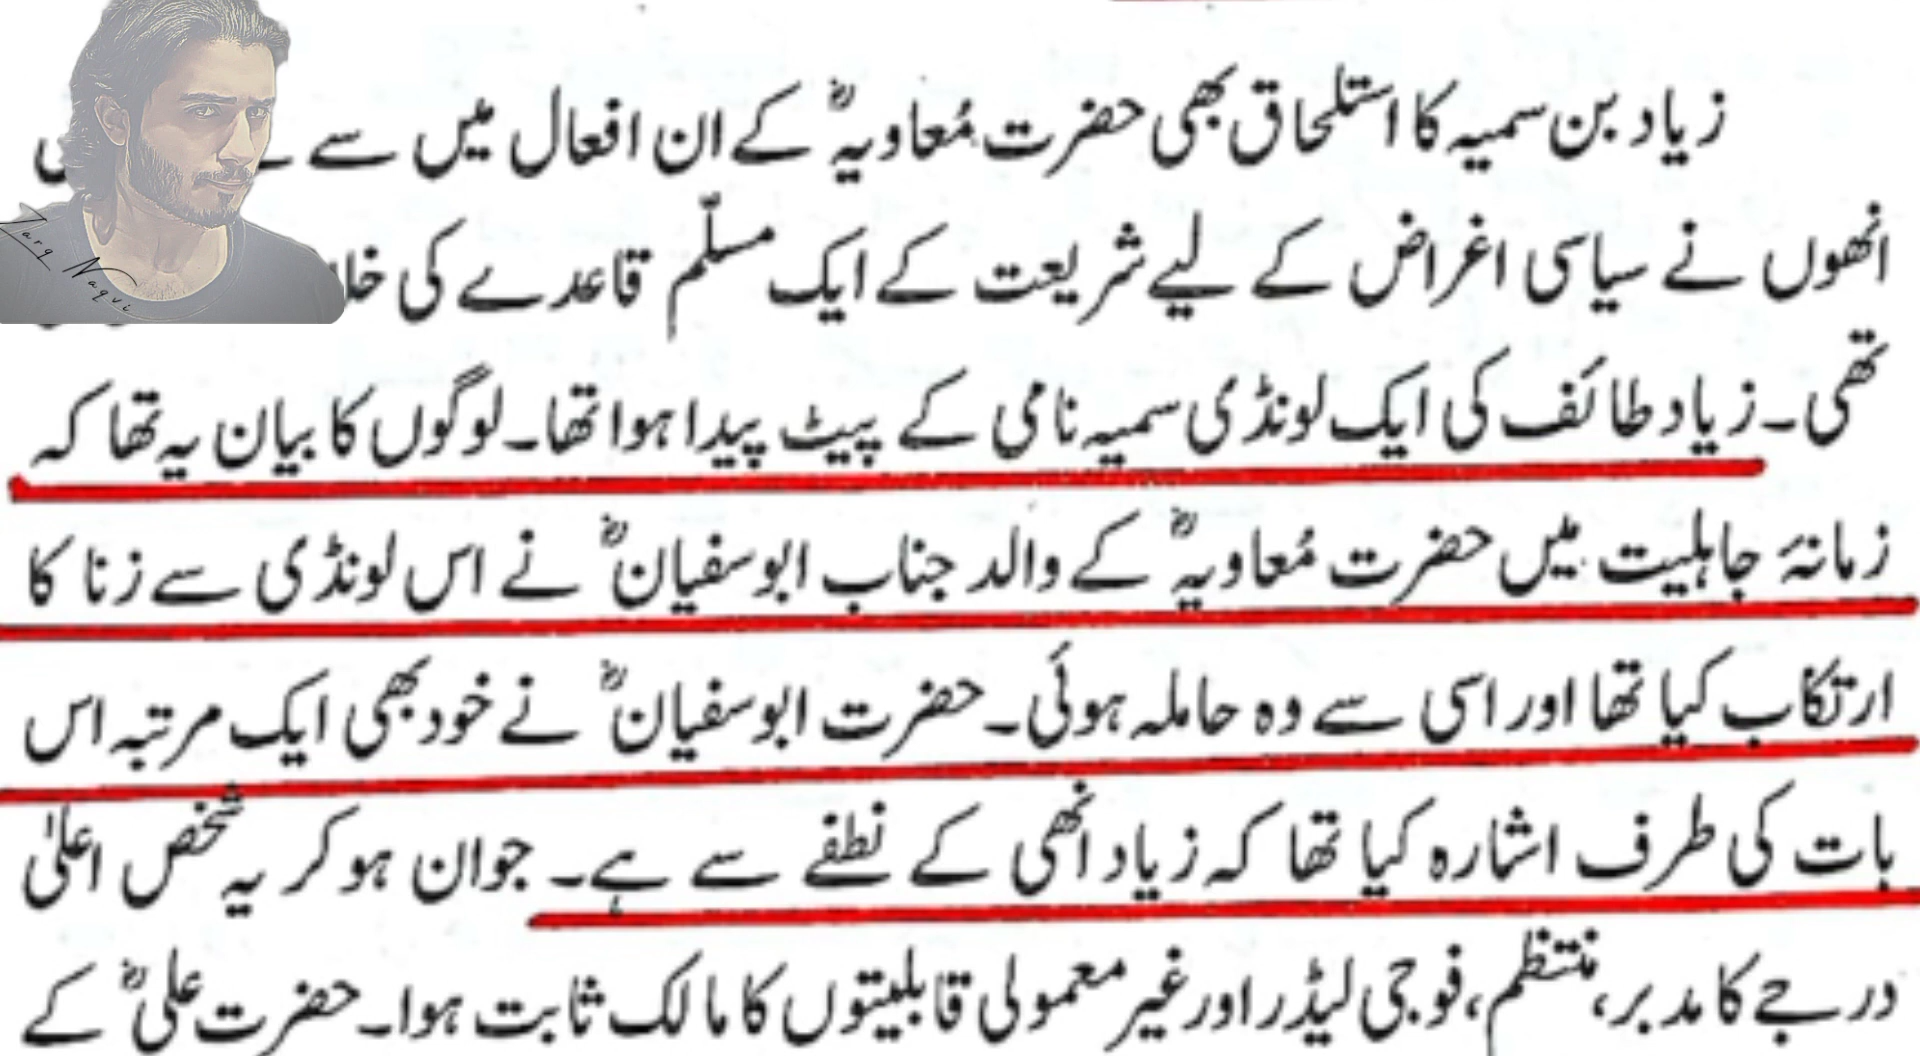 زیاد بن سمیہ کا استلحاق بھی حضرت مُعاویہؓ کے ان افعال میں سے
انھوں نے سیاسی اغراض کے لیے شریعت کے ایک مسلّم قاعدے کی
تھی۔ زیاد طائف کی ایک لونڈی سمیہ نامی کے پیٹ پیدا ہوا تھا۔ لوگوں کا بیان یہ تھا کہ
زمانۂ جاہلیت میں حضرت مُعاویہؓ کے والد جناب ابوسفیانؓ نے اس لونڈی سے زنا کا
ارتکاب کیا تھا اور اسی سے وہ حاملہ ہوئی۔ حضرت ابوسفیانؓ نے خود بھی ایک مرتبہ اس
بات کی طرف اشارہ کیا تھا کہ زیاد انھی کے نطفے سے ہے۔ جوان ہو کر یہ شخص اعلیٰ
درجے کا مدبر، منتظم، فوجی لیڈر اور غیر معمولی قابلیتوں کا مالک ثابت ہوا۔ حضرت علیؓ کے
Zarq Naqvi